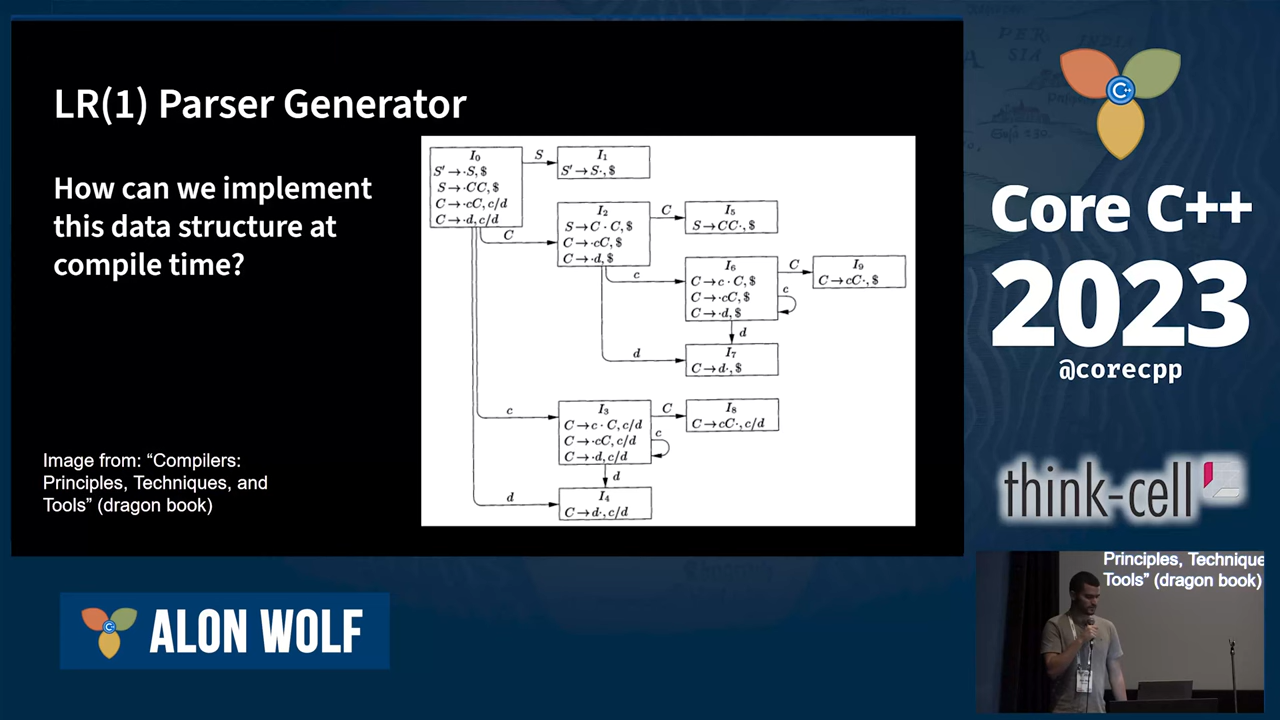 LR(1) Parser Generator
How can we implement
this data structure at
compile time?
Image from: “Compilers:
Principles, Techniques, and
Tools” (dragon book)
I₀
S′→·S, $
S→·CC, $
C→·cC, c/d
C→·d, c/d
S
I₁
S′→S·, $
C
I₂
S→C·C, $
C→·cC, $
C→·d, $
C
I₅
S→CC·, $
c
I₆
C→c·C, $
C→·cC, $
C→·d, $
C
I₉
C→cC·, $
c
d
d
I₇
C→d·, $
c
I₃
C→c·C, c/d
C→·cC, c/d
C→·d, c/d
C
I₈
C→cC·, c/d
c
d
d
I₄
C→d·, c/d
C++
Core C++
2023
@corecpp
think-cell
C++
ALON WOLF
Principles, Technique
Tools” (dragon book)